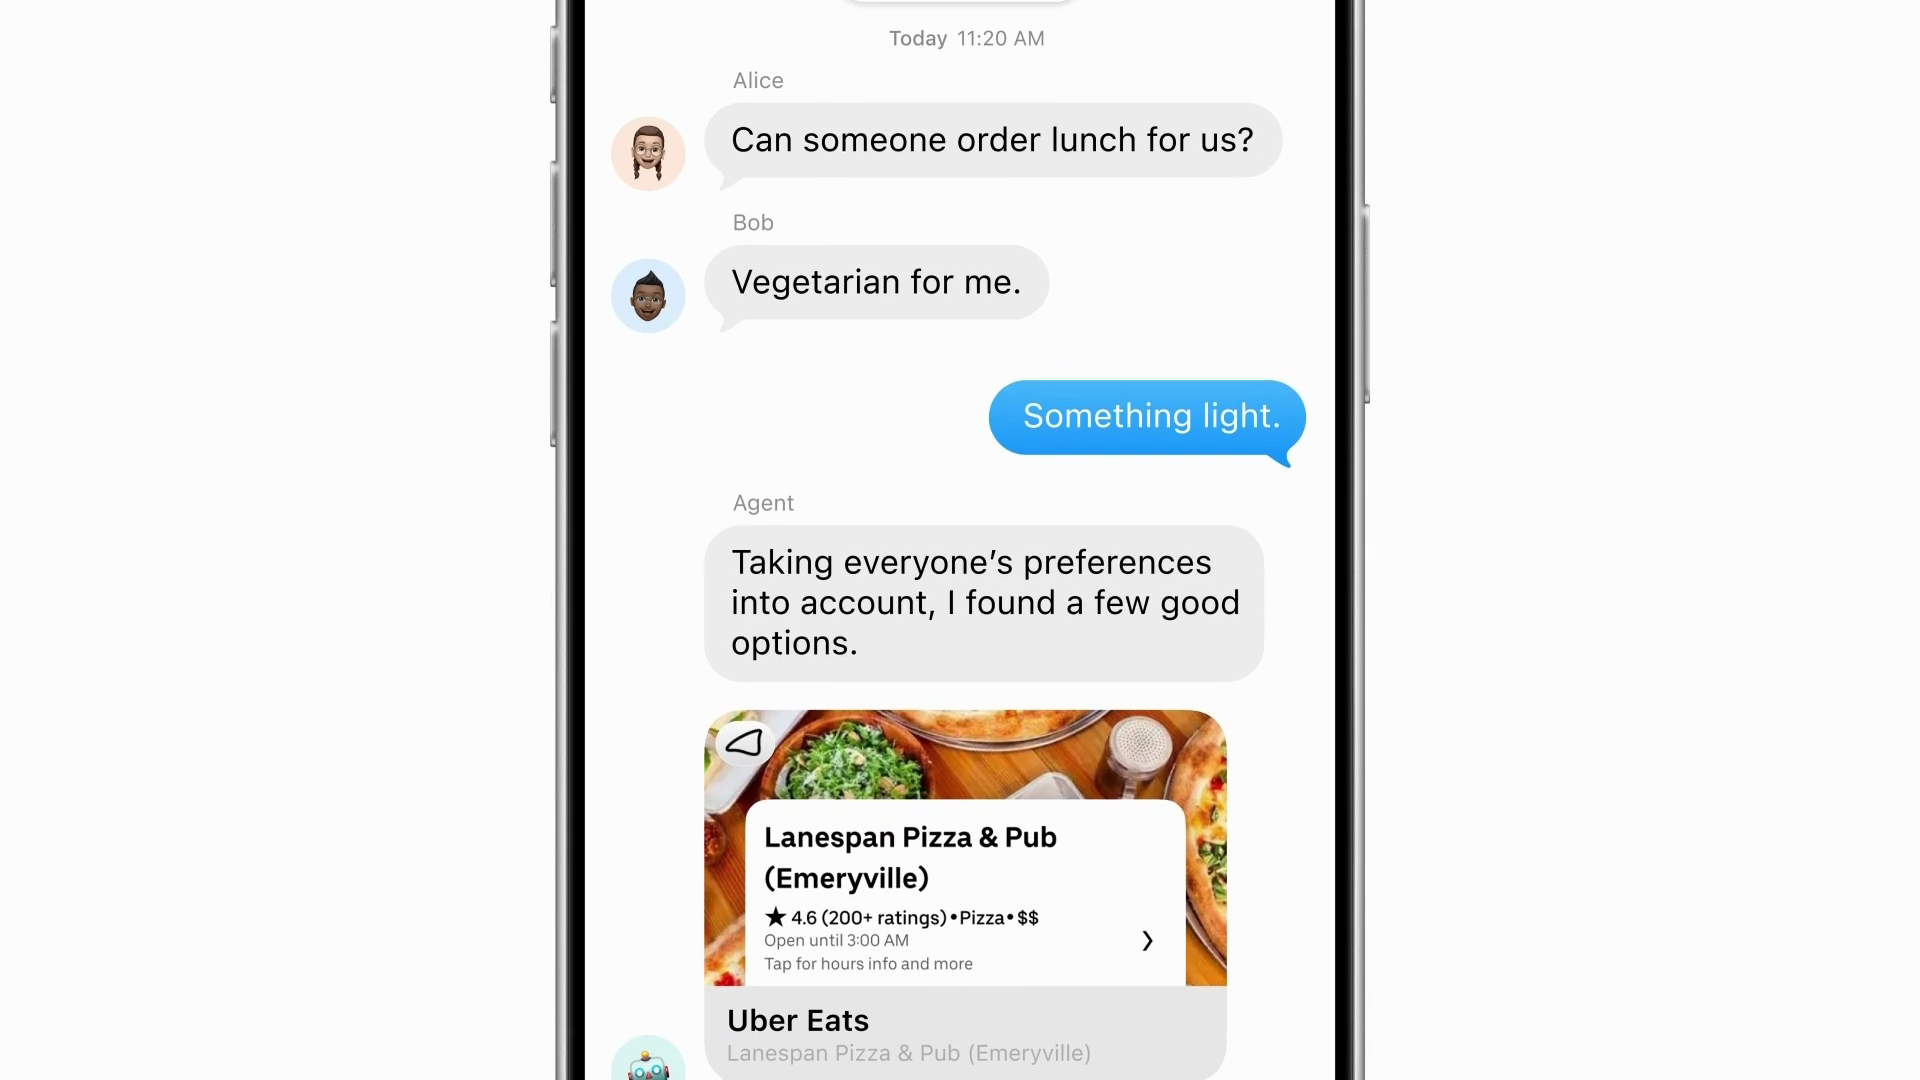 Today 11:20 AM
Alice
Can someone order lunch for us?
Bob
Vegetarian for me.
Something light.
Agent
Taking everyone’s preferences
into account, I found a few good
options.
Lanespan Pizza & Pub
(Emeryville)
★ 4.6 (200+ ratings) • Pizza • $$
Open until 3:00 AM
Tap for hours info and more
Uber Eats
Lanespan Pizza & Pub (Emeryville)